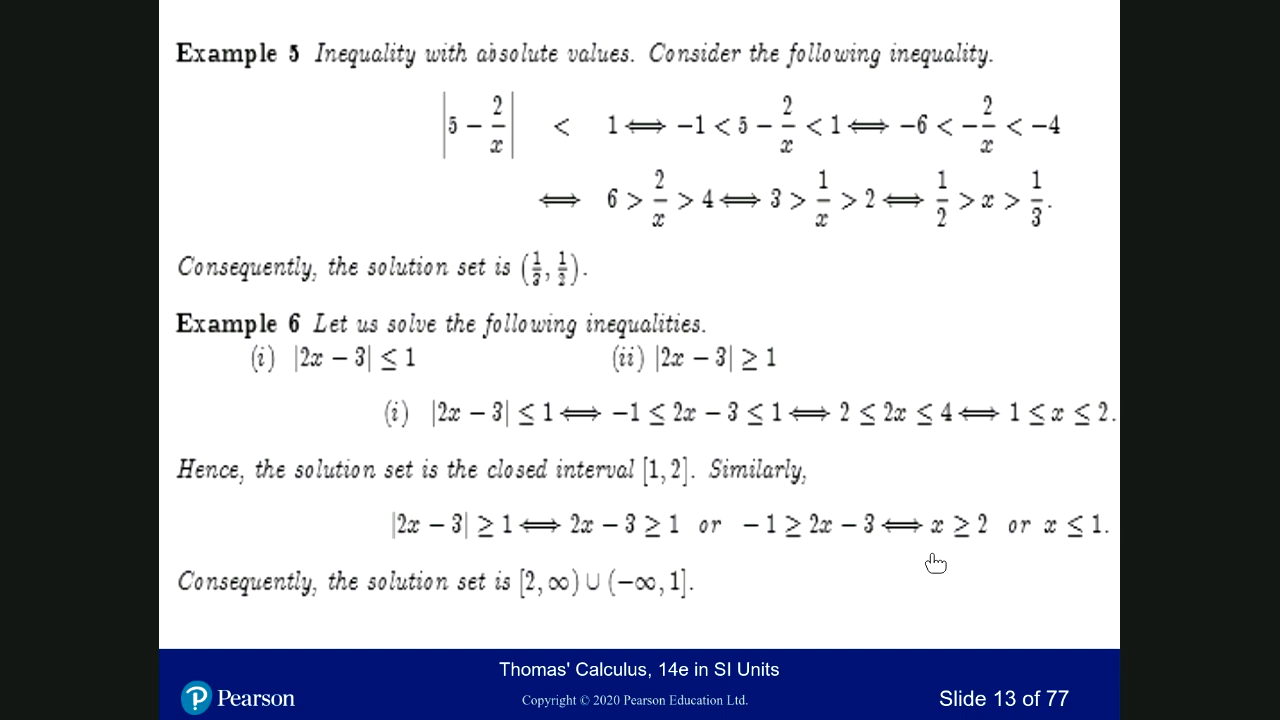 Example 5 Inequality with absolute values. Consider the following inequality.
|5 − 2/x| < 1 ⟺ −1 < 5 − 2/x < 1 ⟺ −6 < −2/x < −4
⟺ 6 > 2/x > 4 ⟺ 3 > 1/x > 2 ⟺ 1/2 > x > 1/3.
Consequently, the solution set is (1/3, 1/2).
Example 6 Let us solve the following inequalities.
(i) |2x − 3| ≤ 1 (ii) |2x − 3| ≥ 1
(i) |2x − 3| ≤ 1 ⟺ −1 ≤ 2x − 3 ≤ 1 ⟺ 2 ≤ 2x ≤ 4 ⟺ 1 ≤ x ≤ 2.
Hence, the solution set is the closed interval [1, 2]. Similarly,
|2x − 3| ≥ 1 ⟺ 2x − 3 ≥ 1 or − 1 ≥ 2x − 3 ⟺ x ≥ 2 or x ≤ 1.
Consequently, the solution set is [2, ∞) ∪ (−∞, 1].
Thomas' Calculus, 14e in SI Units
P Pearson
Copyright © 2020 Pearson Education Ltd.
Slide 13 of 77